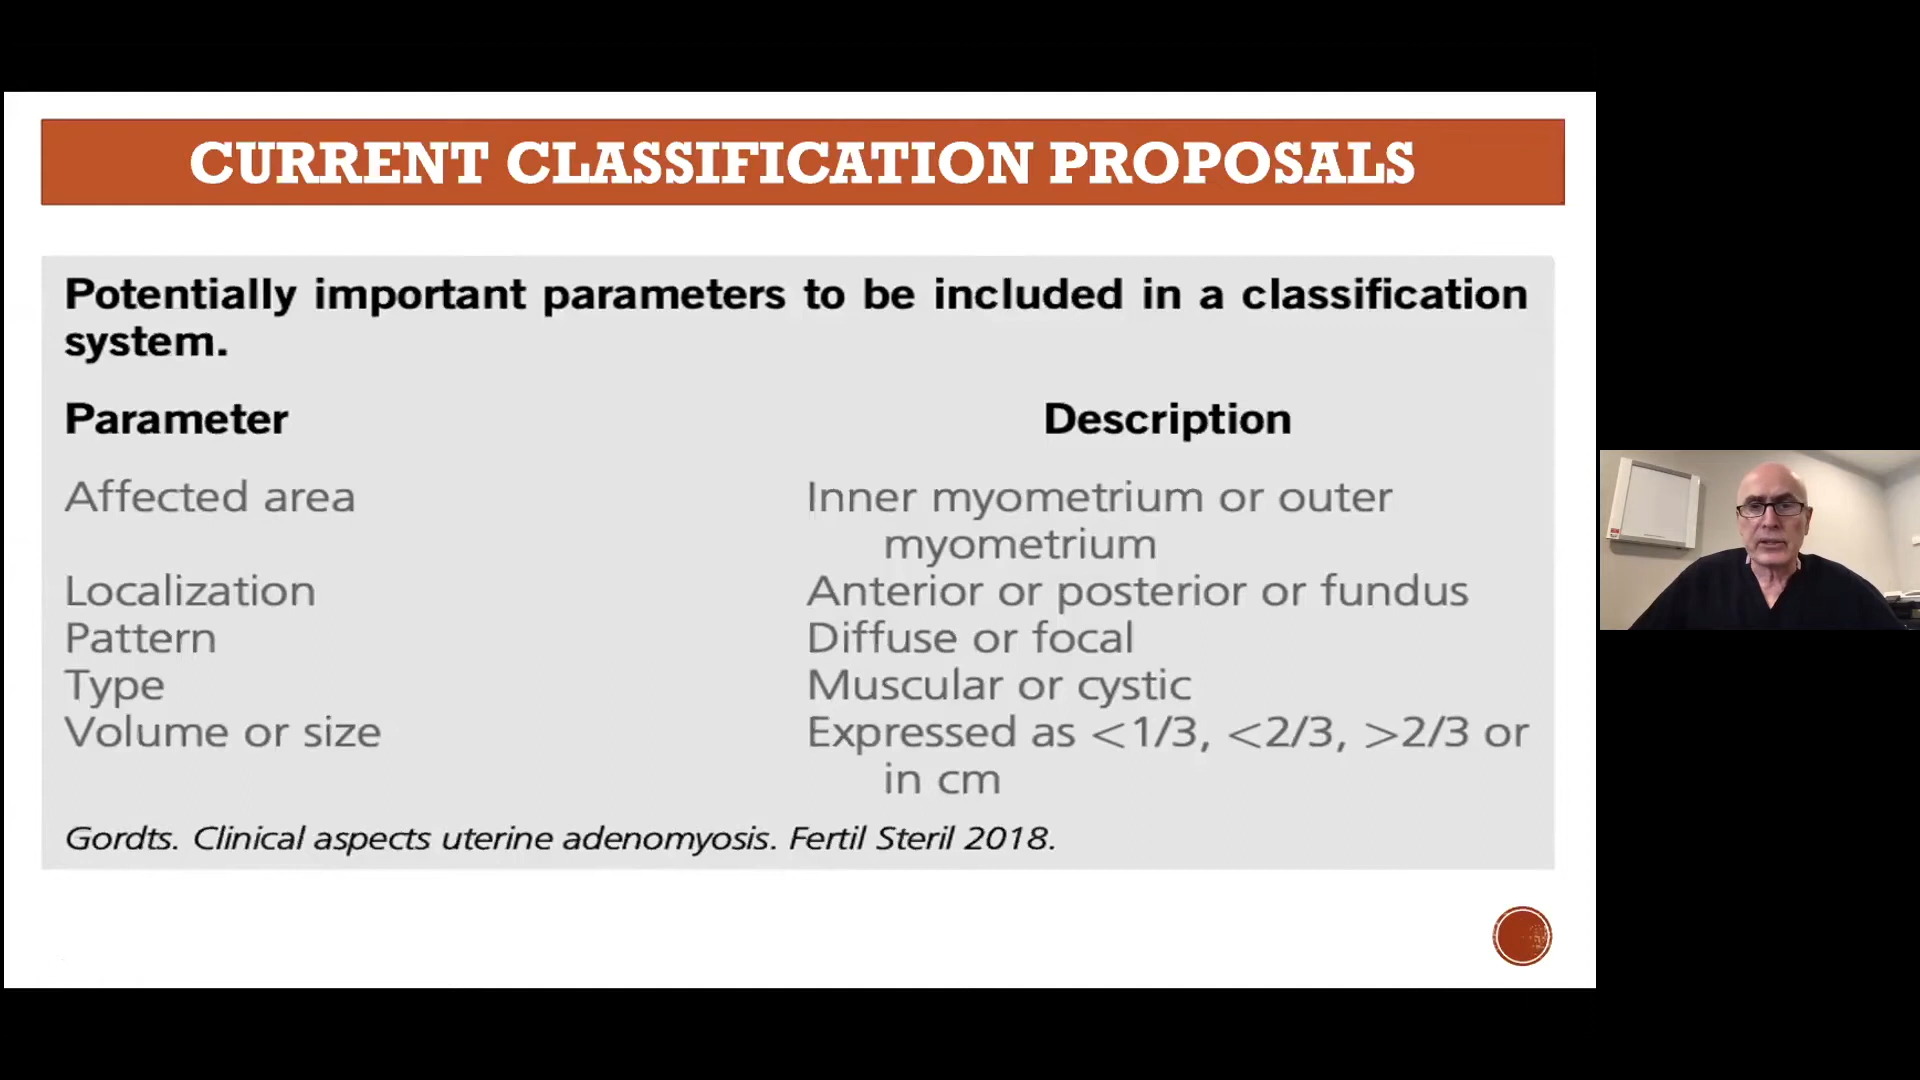 CURRENT CLASSIFICATION PROPOSALS
Potentially important parameters to be included in a classification
system.
Parameter Description
Affected area Inner myometrium or outer
myometrium
Localization Anterior or posterior or fundus
Pattern Diffuse or focal
Type Muscular or cystic
Volume or size Expressed as <1/3, <2/3, >2/3 or
in cm
Gordts. Clinical aspects uterine adenomyosis. Fertil Steril 2018.